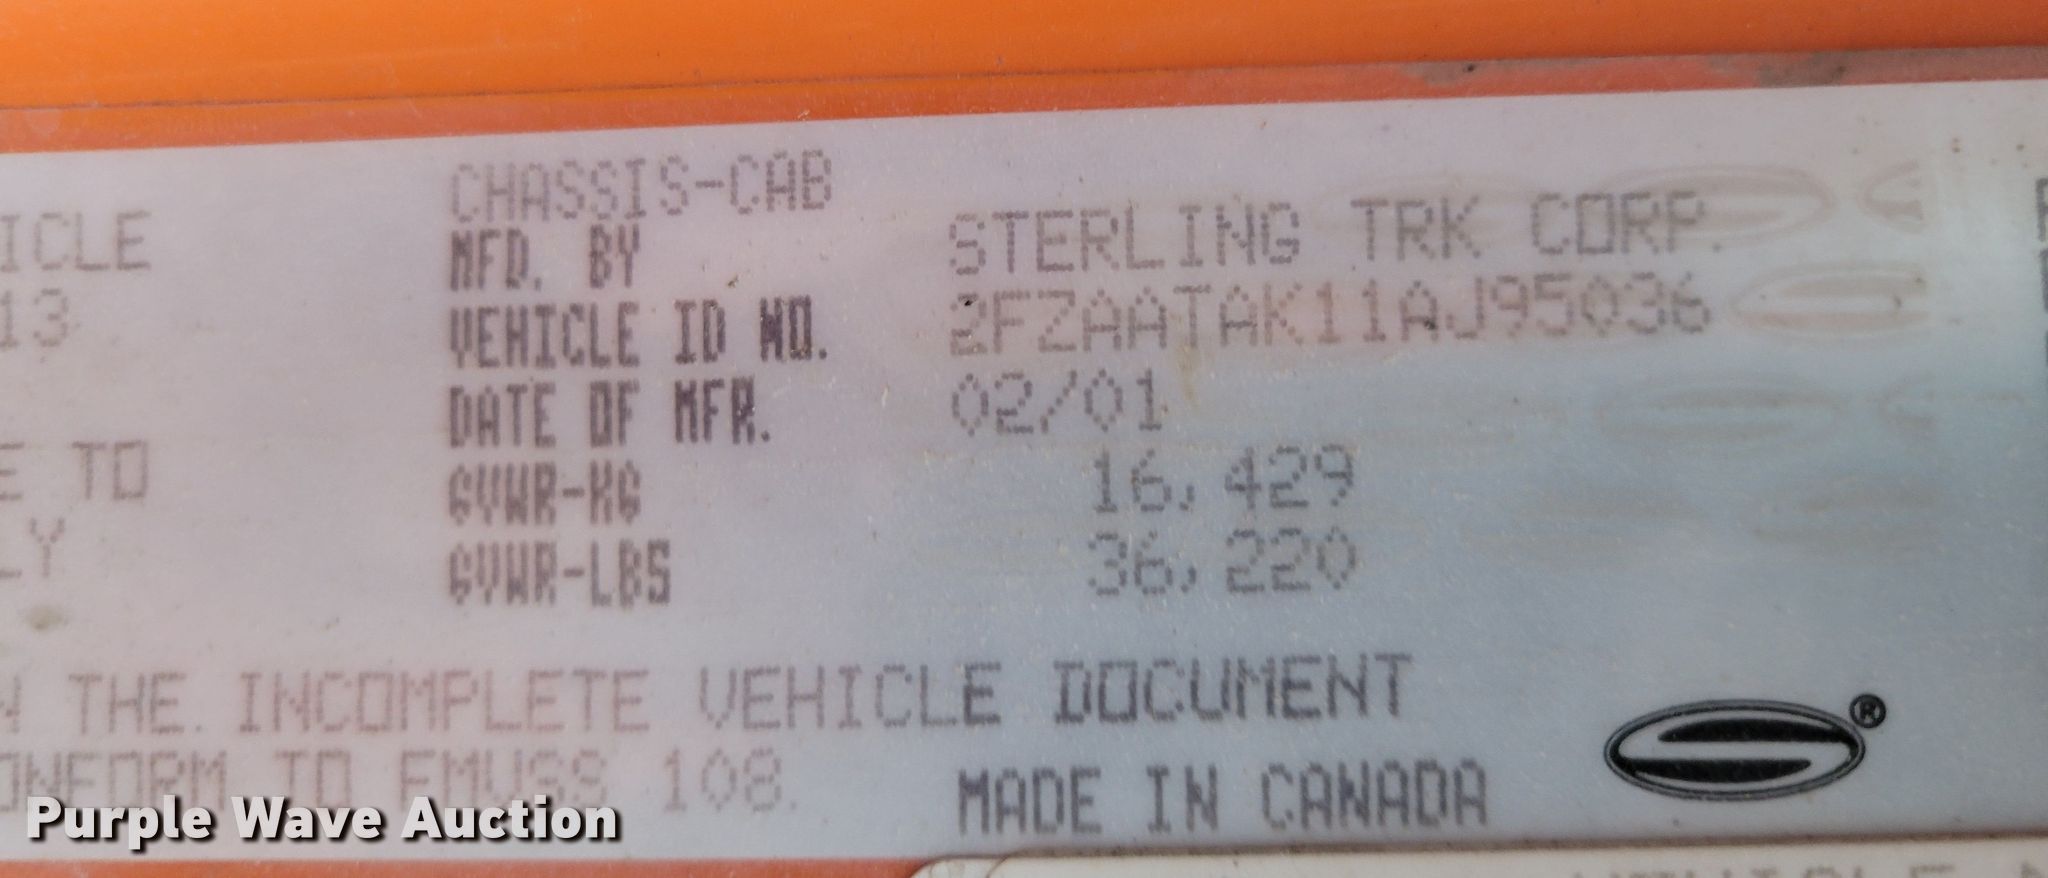 CHASSIS-CAB
ICLE
MFD. BY STERLING TRK CORP.
13
VEHICLE ID NO. 2FZAATAK11AJ95036
DATE OF MFR. 02/01
E TO
GVWR-KG 16,429
LY
GVWR-LBS 36,220
N THE INCOMPLETE VEHICLE DOCUMENT
ONFORM TO FMVSS 108.
MADE IN CANADA
®
Purple Wave Auction